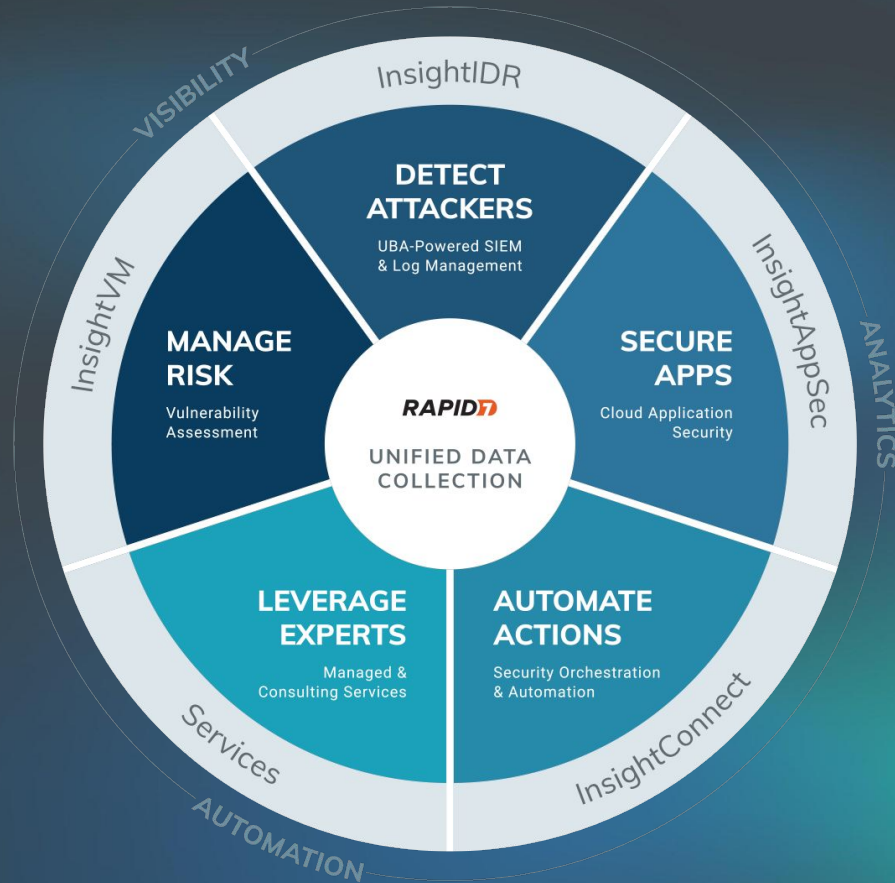 VISIBILITY
InsightIDR
DETECT
ATTACKERS
UBA-Powered SIEM
& Log Management
InsightVM
MANAGE
RISK
Vulnerability
Assessment
InsightAppSec
SECURE
APPS
Cloud Application
Security
ANALYTICS
RAPID7
UNIFIED DATA
COLLECTION
LEVERAGE
EXPERTS
Managed &
Consulting Services
Services
AUTOMATE
ACTIONS
Security Orchestration
& Automation
InsightConnect
AUTOMATION